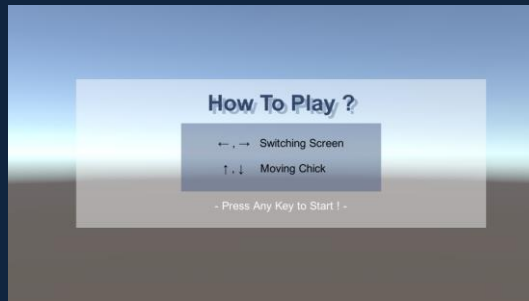 How To Play ?
← , → Switching Screen
↑ . ↓ Moving Chick
- Press Any Key to Start ! -